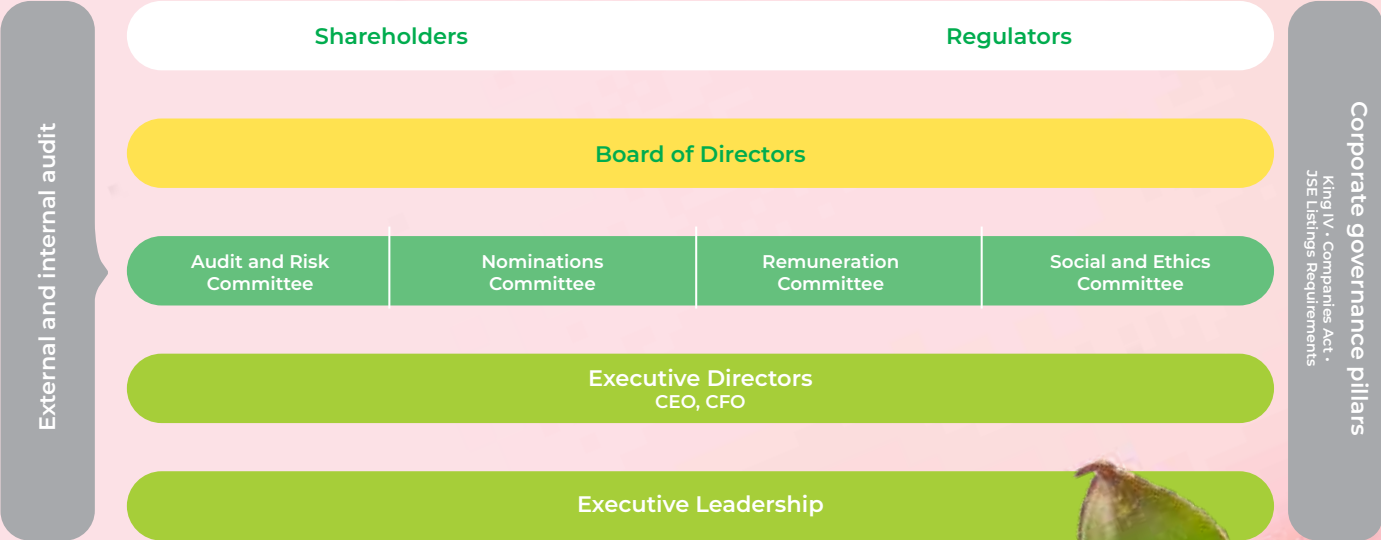 External and internal audit
Shareholders
Regulators
Board of Directors
Audit and Risk
Committee
Nominations
Committee
Remuneration
Committee
Social and Ethics
Committee
Executive Directors
CEO, CFO
Executive Leadership
Corporate governance pillars
King IV • Companies Act •
JSE Listings Requirements